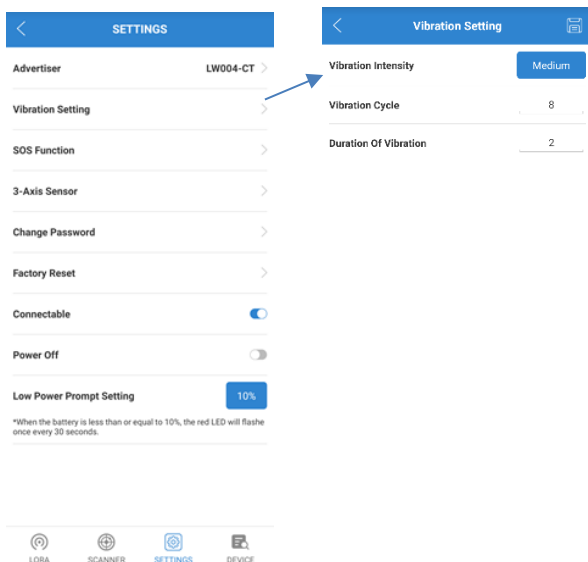 SETTINGS
Advertiser LW004-CT
Vibration Setting
SOS Function
3-Axis Sensor
Change Password
Factory Reset
Connectable
Power Off
Low Power Prompt Setting 10%
*When the battery is less than or equal to 10%, the red LED will flashe
once every 30 seconds.
LORA SCANNER SETTINGS DEVICE
Vibration Setting
Vibration Intensity Medium
Vibration Cycle 8
Duration Of Vibration 2